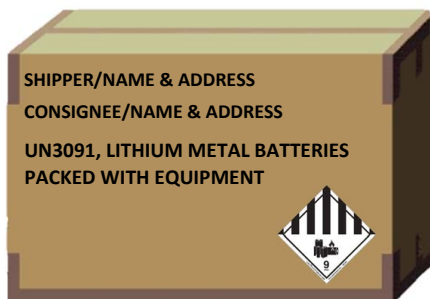 SHIPPER/NAME & ADDRESS
CONSIGNEE/NAME & ADDRESS
UN3091, LITHIUM METAL BATTERIES
PACKED WITH EQUIPMENT
9